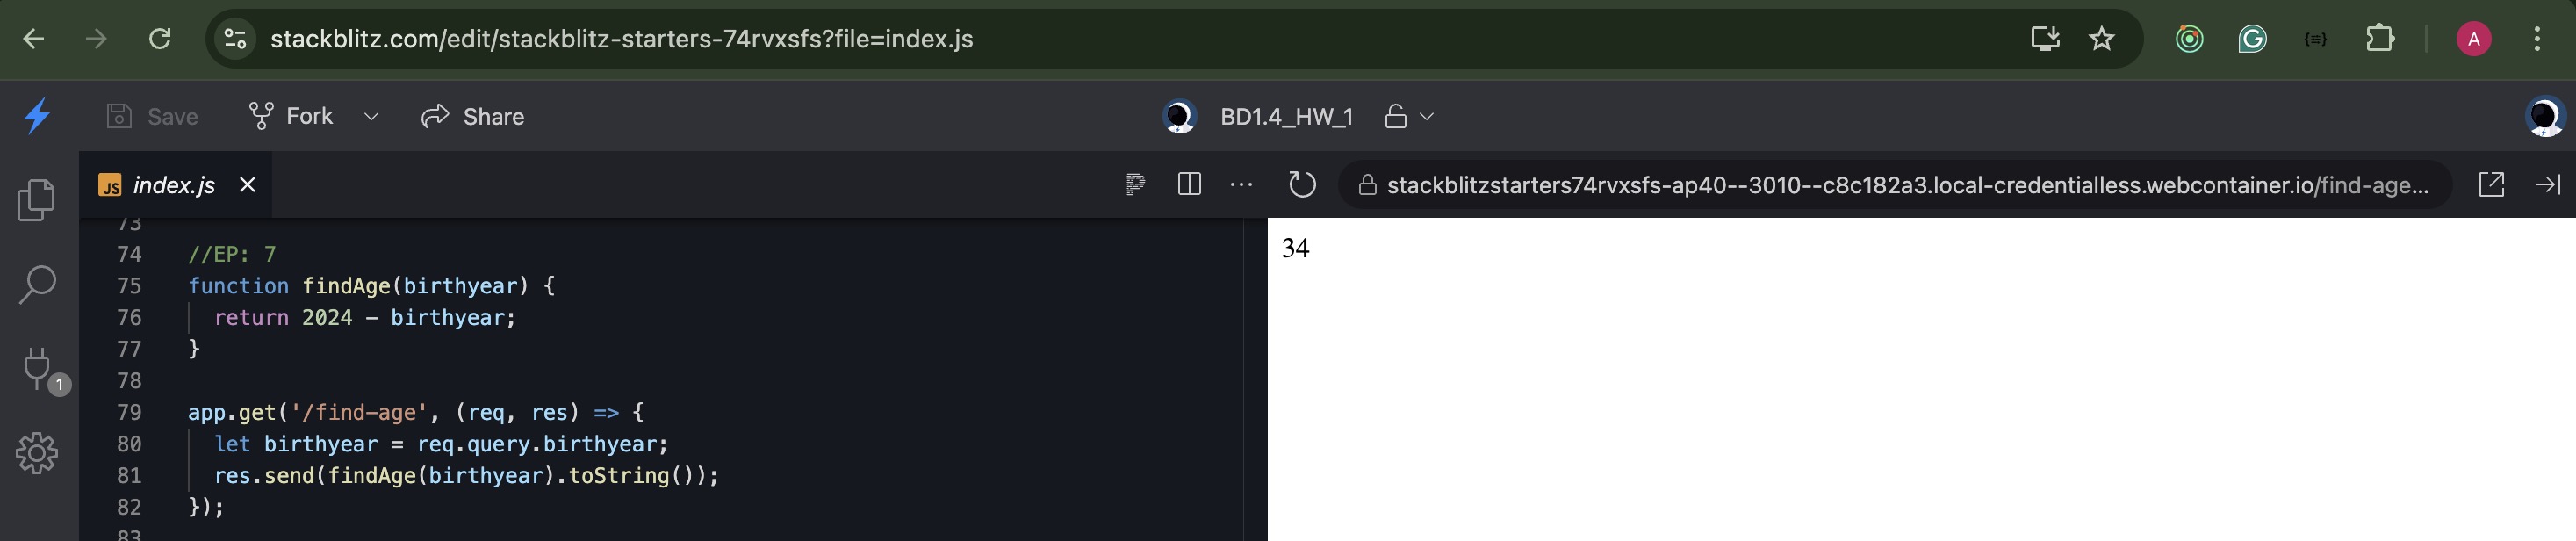 stackblitz.com/edit/stackblitz-starters-74rvxsfs?file=index.js
A
Save
Fork
Share
BD1.4_HW_1
JS index.js
stackblitzstarters74rvxsfs-ap40--3010--c8c182a3.local-credentialless.webcontainer.io/find-age...
73
74 //EP: 7
75 function findAge(birthyear) {
76 return 2024 - birthyear;
77 }
78
79 app.get('/find-age', (req, res) => {
80 let birthyear = req.query.birthyear;
81 res.send(findAge(birthyear).toString());
82 });
83
1
34